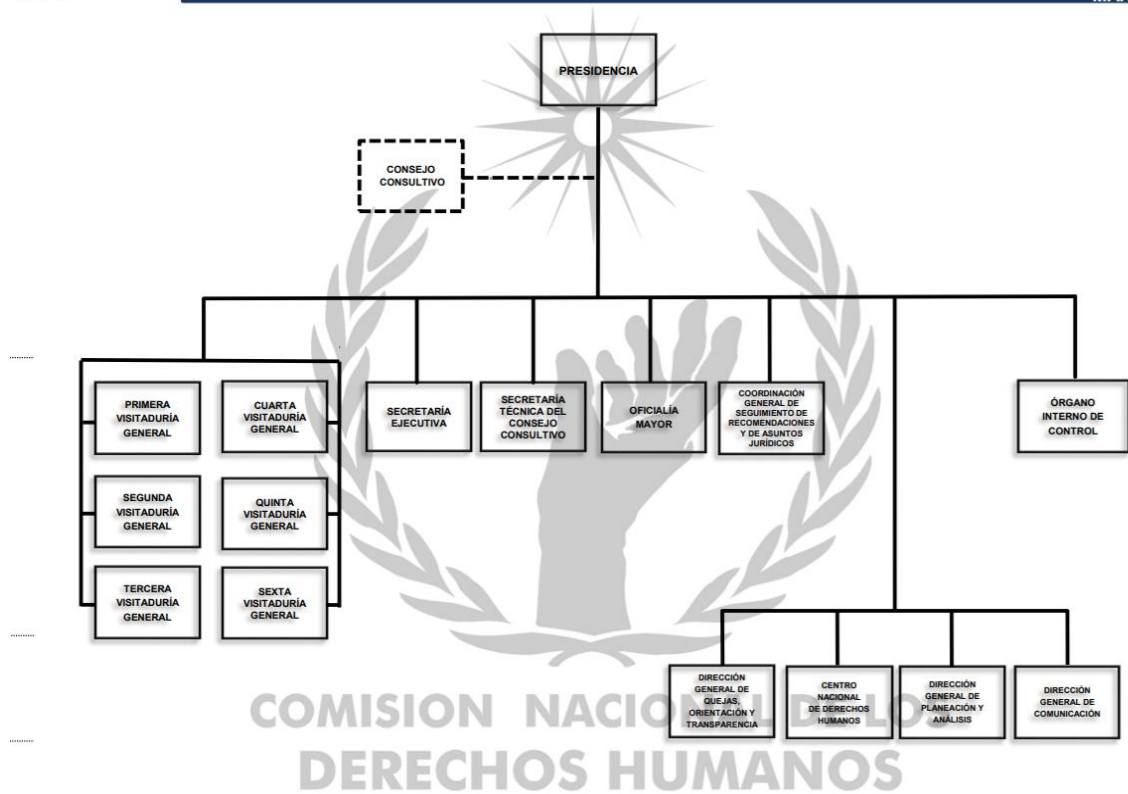 PRESIDENCIA
CONSEJO
CONSULTIVO
PRIMERA
VISITADURÍA
GENERAL
CUARTA
VISITADURÍA
GENERAL
SEGUNDA
VISITADURÍA
GENERAL
QUINTA
VISITADURÍA
GENERAL
TERCERA
VISITADURÍA
GENERAL
SEXTA
VISITADURÍA
GENERAL
SECRETARÍA
EJECUTIVA
SECRETARÍA
TÉCNICA DEL
CONSEJO
CONSULTIVO
OFICIALÍA
MAYOR
COORDINACIÓN
GENERAL DE
SEGUIMIENTO DE
RECOMENDACIONES
Y DE ASUNTOS
JURÍDICOS
ÓRGANO
INTERNO DE
CONTROL
DIRECCIÓN
GENERAL DE
QUEJAS,
ORIENTACIÓN Y
TRANSPARENCIA
CENTRO
NACIONAL
DE DERECHOS
HUMANOS
DIRECCIÓN
GENERAL DE
PLANEACIÓN Y
ANÁLISIS
DIRECCIÓN
GENERAL DE
COMUNICACIÓN
COMISION NACIONAL DE LOS
DERECHOS HUMANOS